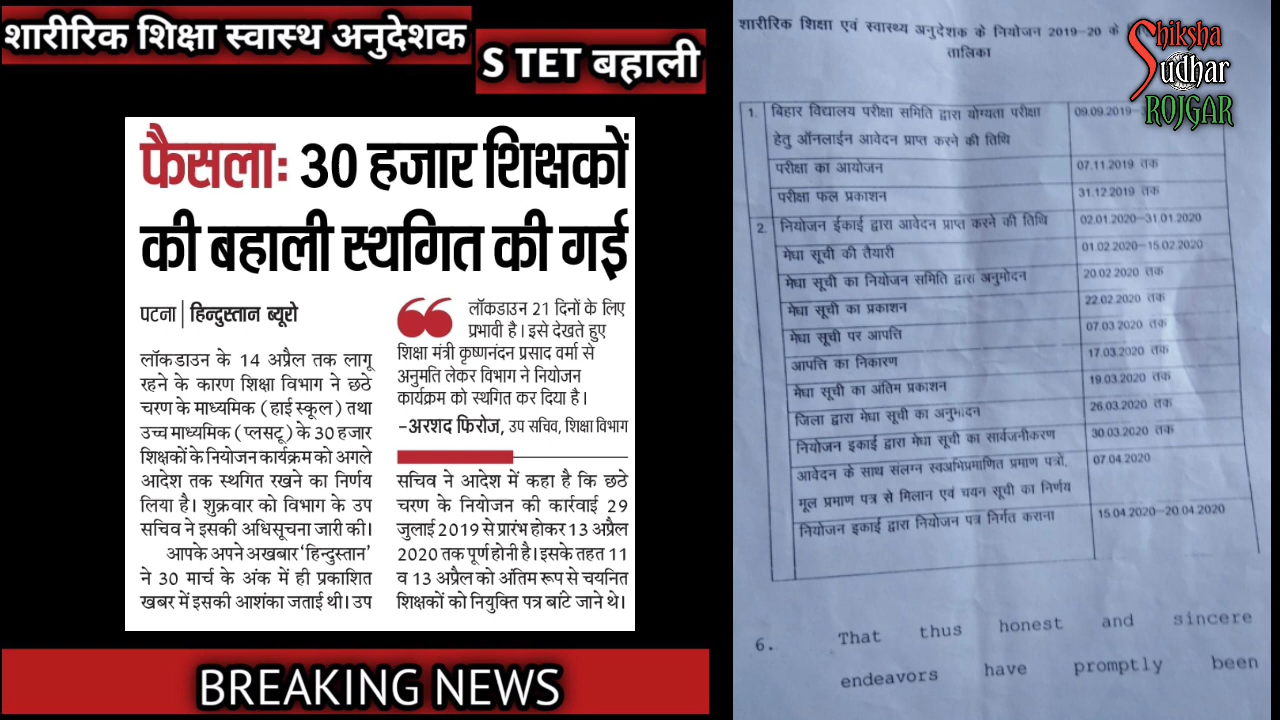 शारीरिक शिक्षा स्वास्थ अनुदेशक
S TET बहाली
फैसला: 30 हजार शिक्षकों
की बहाली स्थगित की गई
पटना | हिन्दुस्तान ब्यूरो
लॉकडाउन के 14 अप्रैल तक लागू
रहने के कारण शिक्षा विभाग ने छठे
चरण के माध्यमिक (हाई स्कूल) तथा
उच्च माध्यमिक (प्लसटू) के 30 हजार
शिक्षकों के नियोजन कार्यक्रम को अगले
आदेश तक स्थगित रखने का निर्णय
लिया है। शुक्रवार को विभाग के उप
सचिव ने इसकी अधिसूचना जारी की।
आपके अपने अखबार 'हिन्दुस्तान'
ने 30 मार्च के अंक में ही प्रकाशित
खबर में इसकी आशंका जताई थी। उप
लॉकडाउन 21 दिनों के लिए
प्रभावी है। इसे देखते हुए
शिक्षा मंत्री कृष्णनंदन प्रसाद वर्मा से
अनुमति लेकर विभाग ने नियोजन
कार्यक्रम को स्थगित कर दिया है।
-अरशद फिरोज, उप सचिव, शिक्षा विभाग
सचिव ने आदेश में कहा है कि छठे
चरण के नियोजन की कार्रवाई 29
जुलाई 2019 से प्रारंभ होकर 13 अप्रैल
2020 तक पूर्ण होनी है। इसके तहत 11
व 13 अप्रैल को अंतिम रूप से चयनित
शिक्षकों को नियुक्ति पत्र बांटे जाने थे।
BREAKING NEWS
शारीरिक शिक्षा एवं स्वास्थ्य अनुदेशक के नियोजन 2019-20 के
तालिका
Shiksha
Sudhar
ROJGAR
1. बिहार विद्यालय परीक्षा समिति द्वारा योग्यता परीक्षा 09.09.2019-
हेतु ऑनलाईन आवेदन प्राप्त करने की तिथि
परीक्षा का आयोजन 07.11.2019 तक
परीक्षा फल प्रकाशन 31.12.2019 तक
2. नियोजन ईकाई द्वारा आवेदन प्राप्त करने की तिथि 02.01.2020-31.01.2020
मेधा सूची की तैयारी 01.02.2020-15.02.2020
मेधा सूची का नियोजन समिति द्वारा अनुमोदन 20.02.2020 तक
मेधा सूची का प्रकाशन 22.02.2020 तक
मेधा सूची पर आपत्ति 07.03.2020 तक
आपत्ति का निकारण 17.03.2020 तक
मेधा सूची का अंतिम प्रकाशन 19.03.2020 तक
जिला द्वारा मेधा सूची का अनुमोदन 26.03.2020 तक
नियोजन इकाई द्वारा मेधा सूची का सार्वजनीकरण 30.03.2020 तक
आवेदन के साथ संलग्न स्वअभिप्रमाणित प्रमाण पत्रों, 07.04.2020
मूल प्रमाण पत्र से मिलान एवं चयन सूची का निर्णय
नियोजन इकाई द्वारा नियोजन पत्र निर्गत कराना 15.04.2020-20.04.2020
6. That thus honest and sincere
endeavors have promptly been